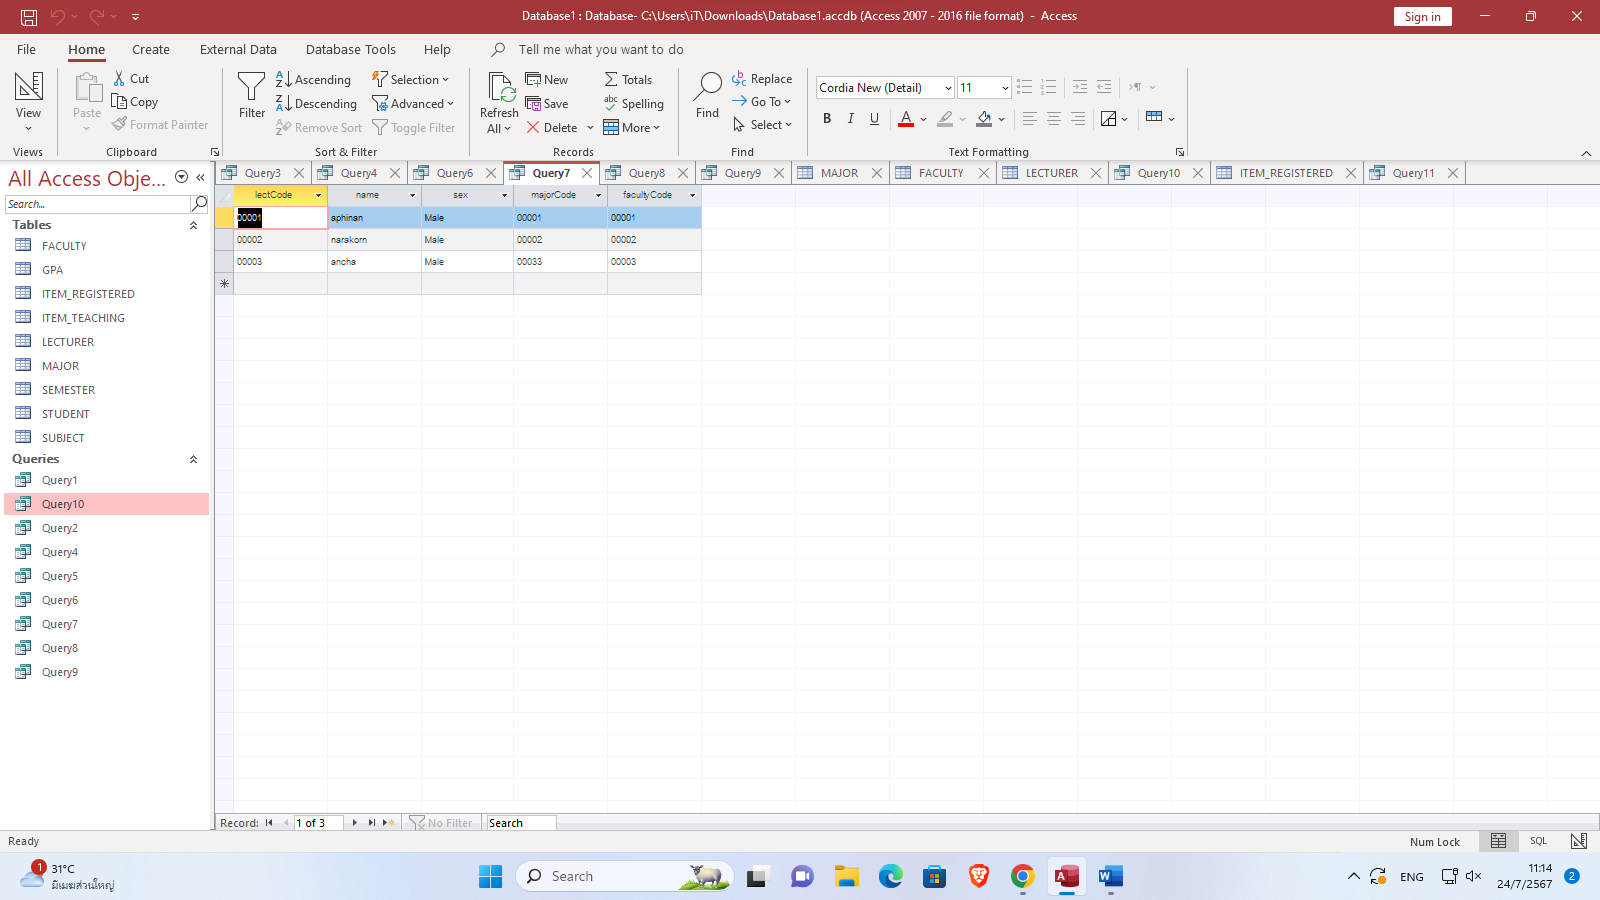 Database1 : Database- C:\Users\iT\Downloads\Database1.accdb (Access 2007 - 2016 file format)  -  Access
Sign in
File Home Create External Data Database Tools Help Tell me what you want to do
View Paste Cut Copy Format Painter
Filter Ascending Descending Remove Sort Selection Advanced Toggle Filter
Refresh All New Save Delete Totals Spelling More
Find Replace Go To Select
Cordia New (Detail) 11
B I U A
Views Clipboard Sort & Filter Records Find Text Formatting
All Access Obje...
Search...
Tables
FACULTY
GPA
ITEM_REGISTERED
ITEM_TEACHING
LECTURER
MAJOR
SEMESTER
STUDENT
SUBJECT
Queries
Query1
Query10
Query2
Query4
Query5
Query6
Query7
Query8
Query9
Query3 Query4 Query6 Query7 Query8 Query9 MAJOR FACULTY LECTURER Query10 ITEM_REGISTERED Query11
lectCode name sex majorCode facultyCode
00001 aphinan Male 00001 00001
00002 narakorn Male 00002 00002
00003 ancha Male 00033 00003
Record: 1 of 3 No Filter Search
Ready Num Lock SQL
1 31°C
มีเมฆส่วนใหญ่
Search
ENG
11:14
24/7/2567
2